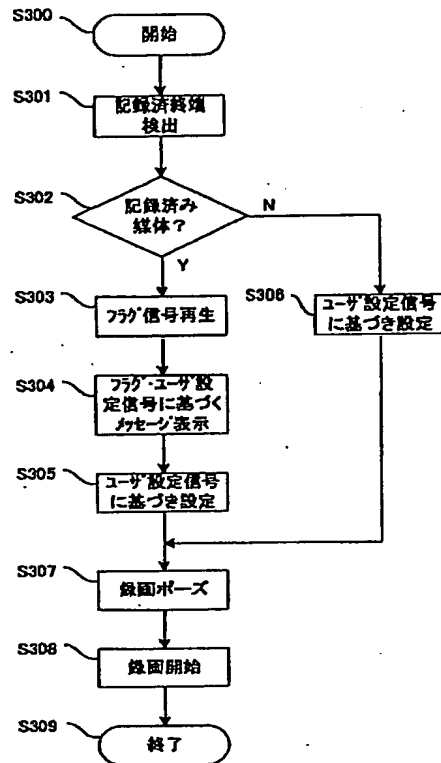 S300
開始
S301
記録済終端
検出
S302
記録済み
媒体？
N
Y
S303
フラグ信号再生
S306
ユーザ設定信号
に基づき設定
S304
フラグ・ユーザ設
定信号に基づく
メッセージ表示
S305
ユーザ設定信号
に基づき設定
S307
録画ポーズ
S308
録画開始
S309
終了